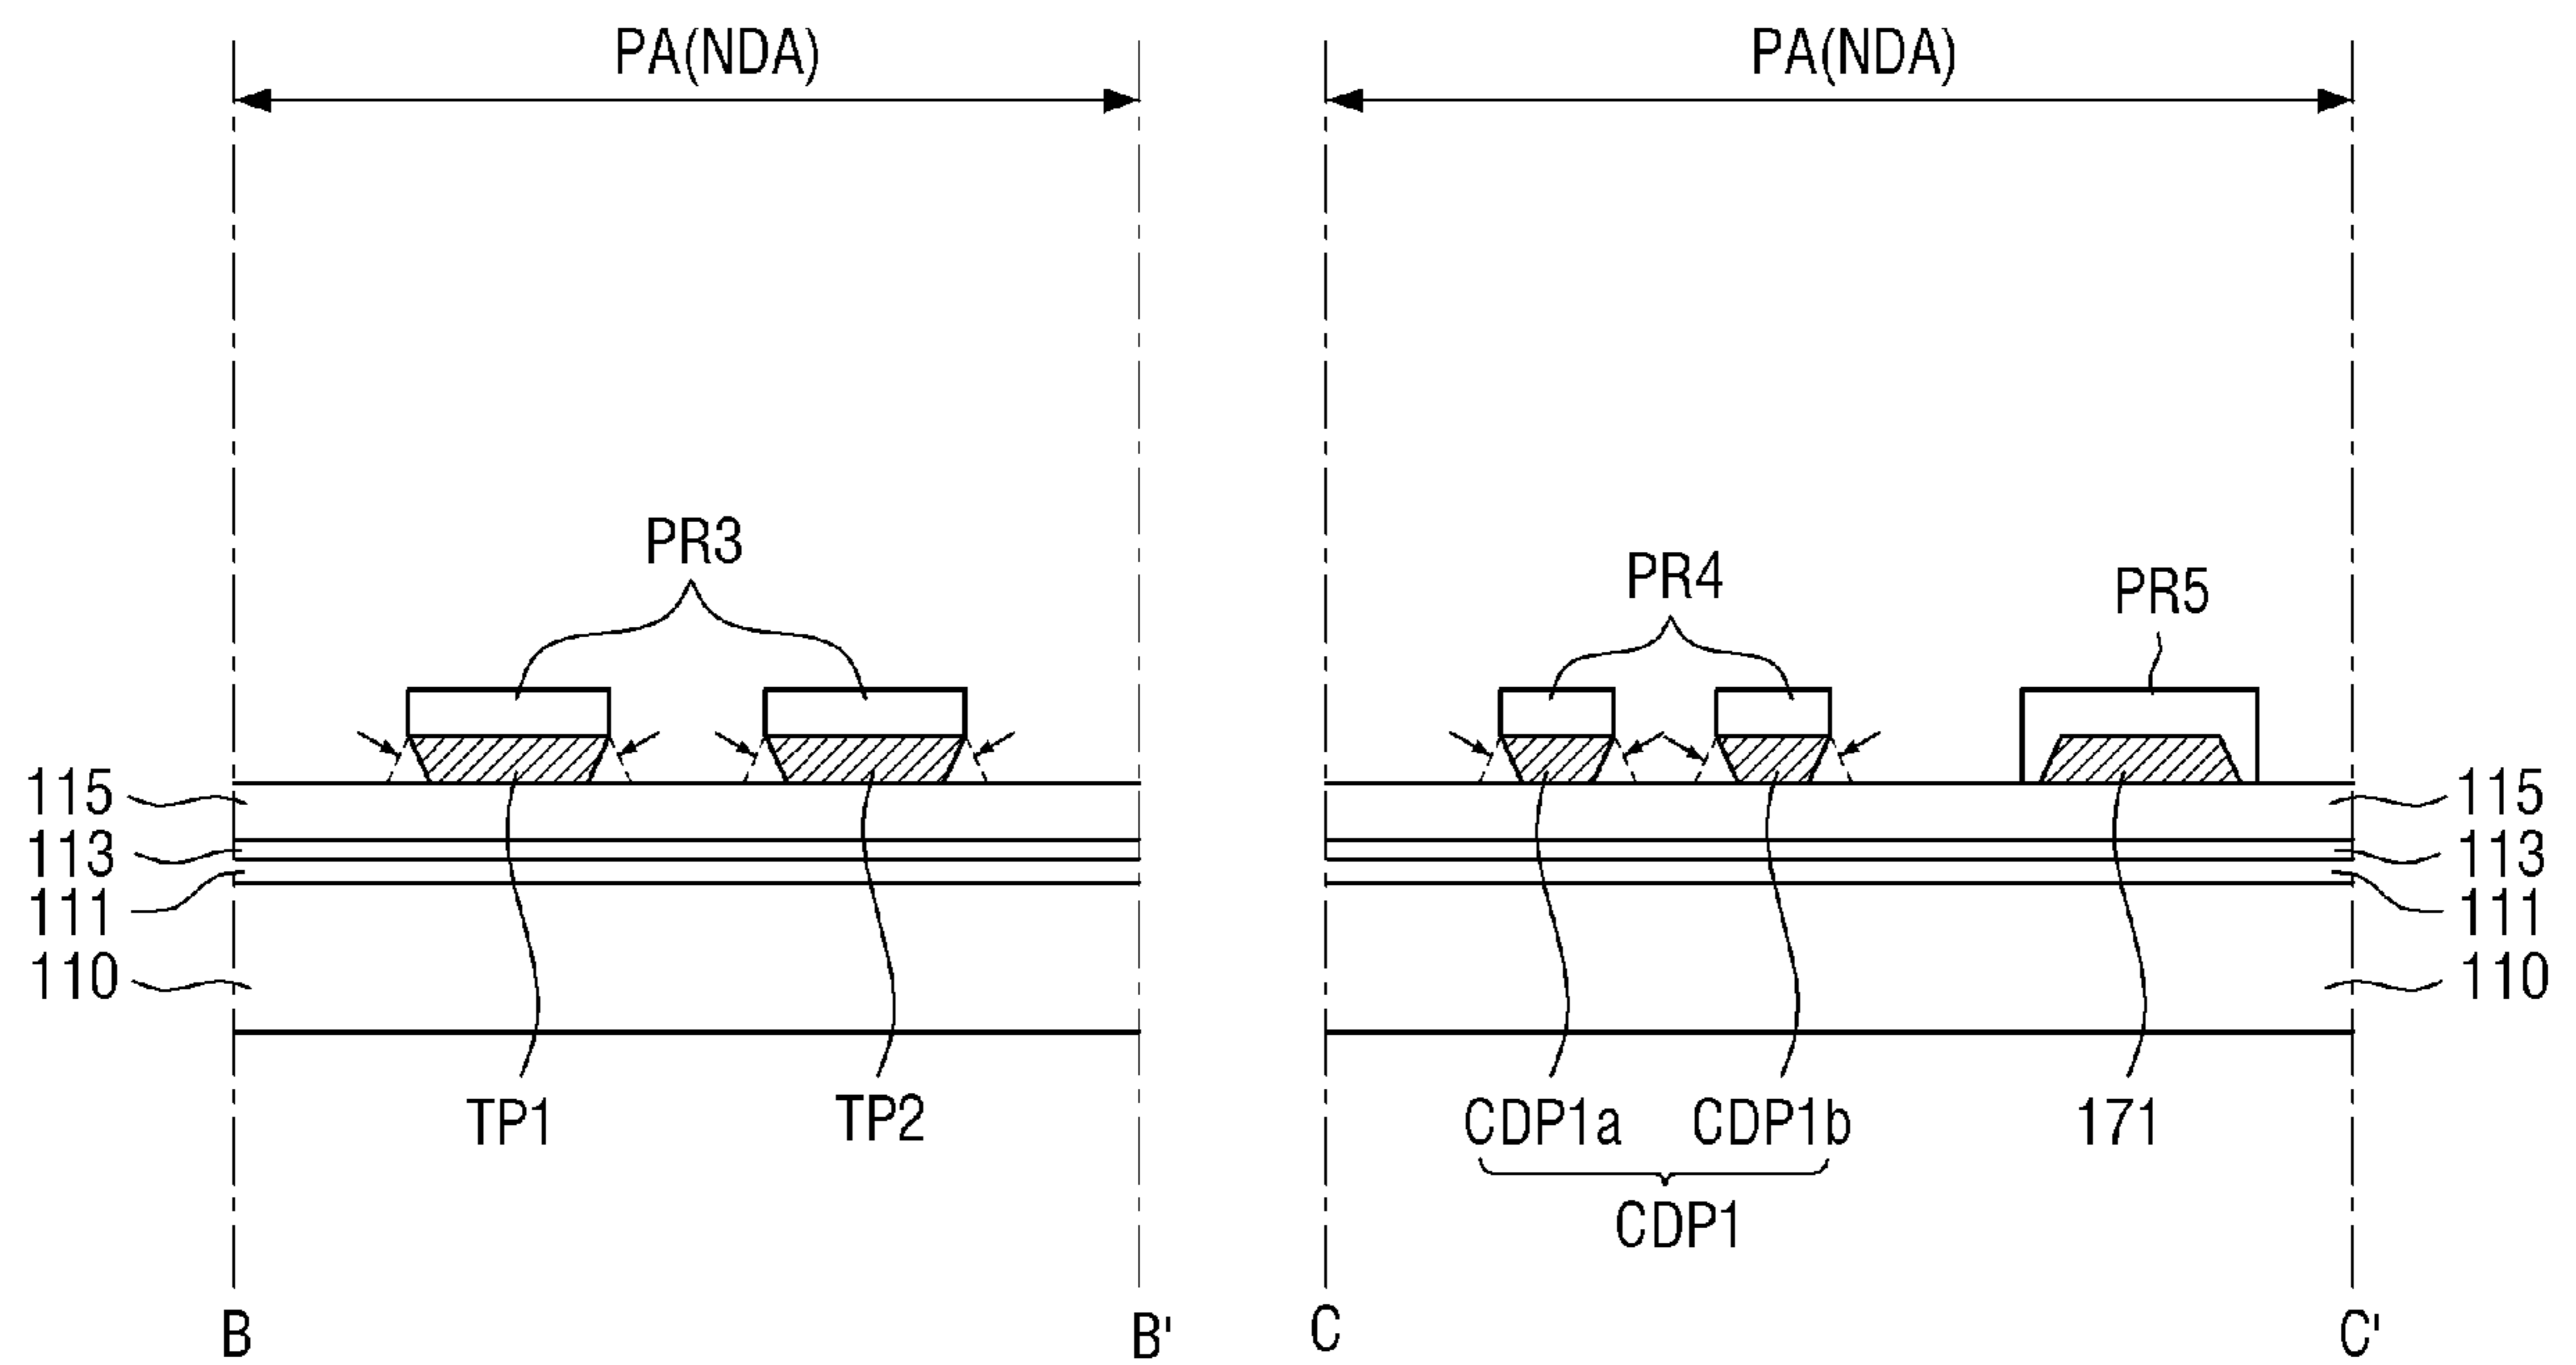 PA(NDA) PA(NDA)
PR3 PR4 PR5
115 115
113 113
111 111
110 110
TP1 TP2 CDP1a CDP1b 171
CDP1
B B' C C'